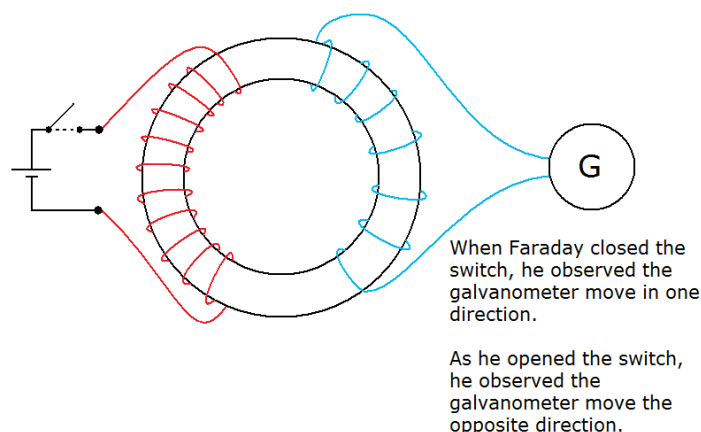 G
When Faraday closed the
switch, he observed the
galvanometer move in one
direction.
As he opened the switch,
he observed the
galvanometer move the
opposite direction.